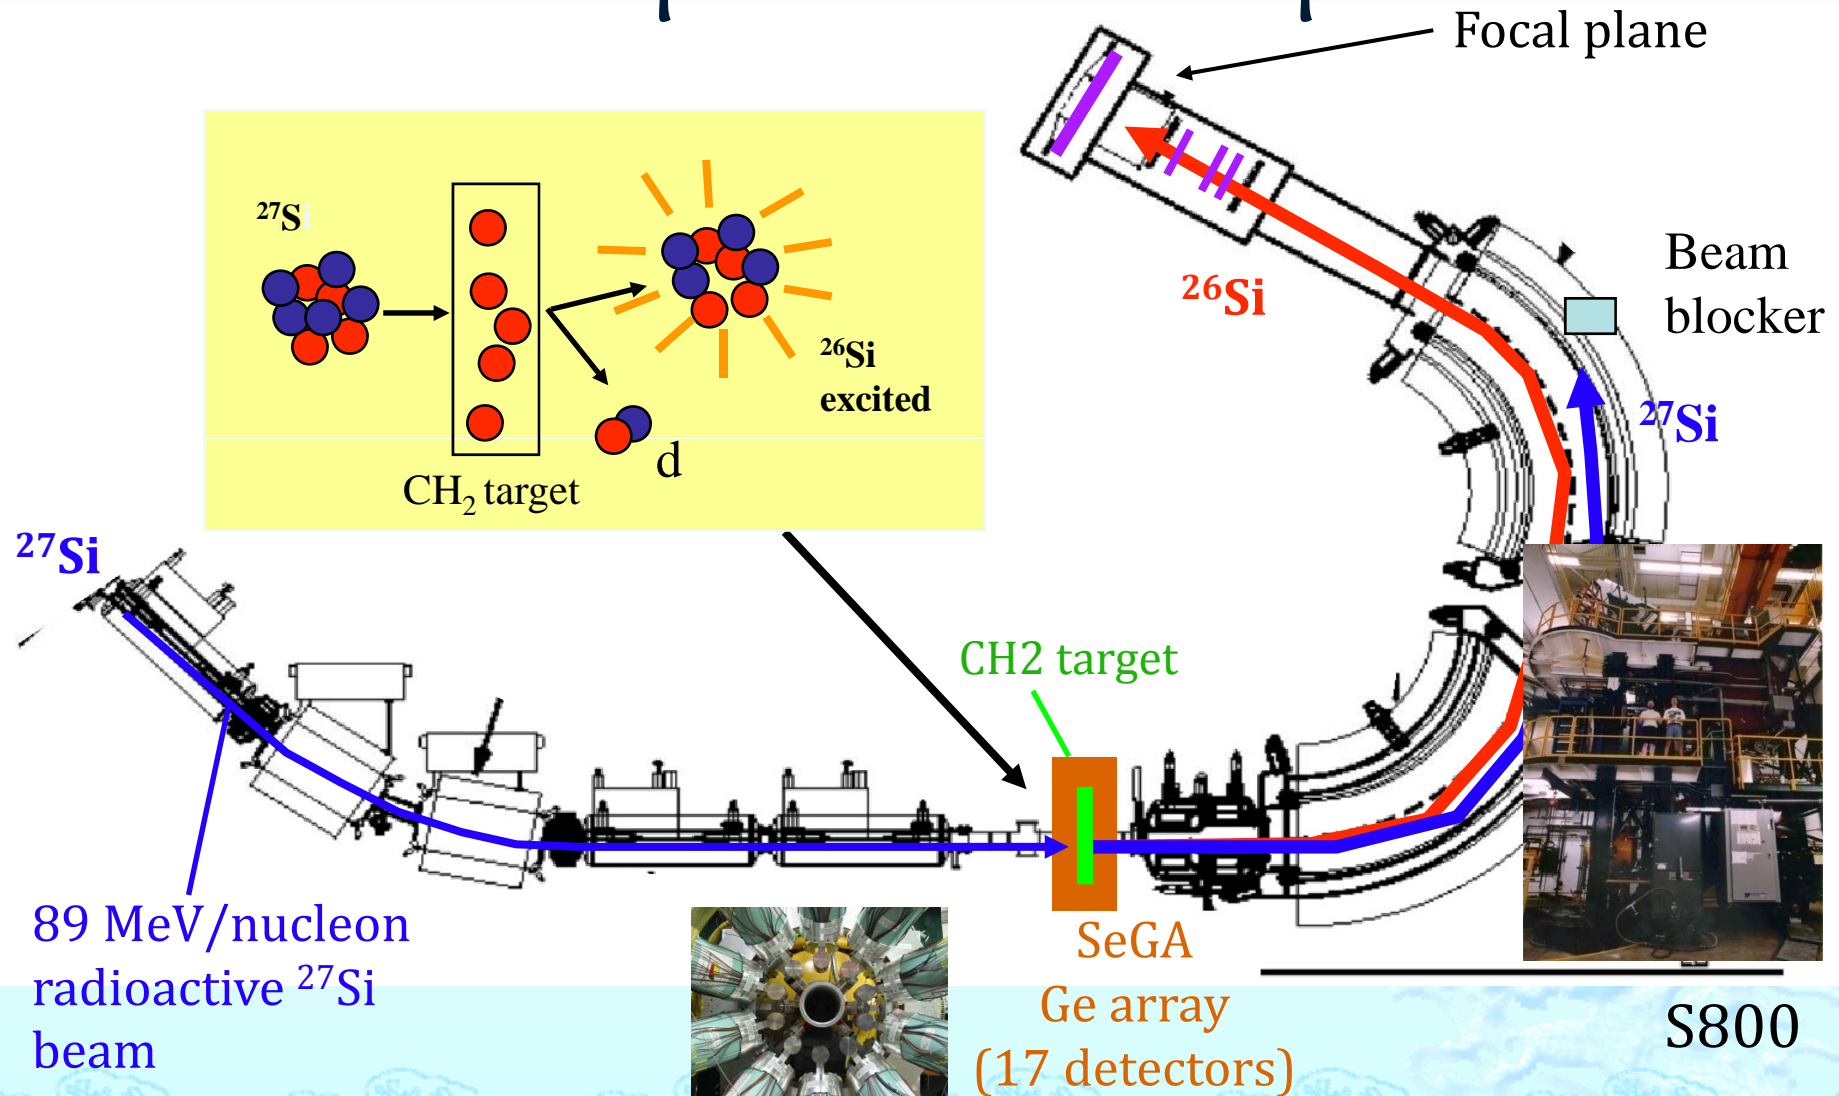 Focal plane
²⁷Si
²⁶Si
excited
d
CH₂ target
²⁶Si
Beam
blocker
²⁷Si
²⁷Si
CH2 target
89 MeV/nucleon
radioactive ²⁷Si
beam
SeGA
Ge array
(17 detectors)
S800